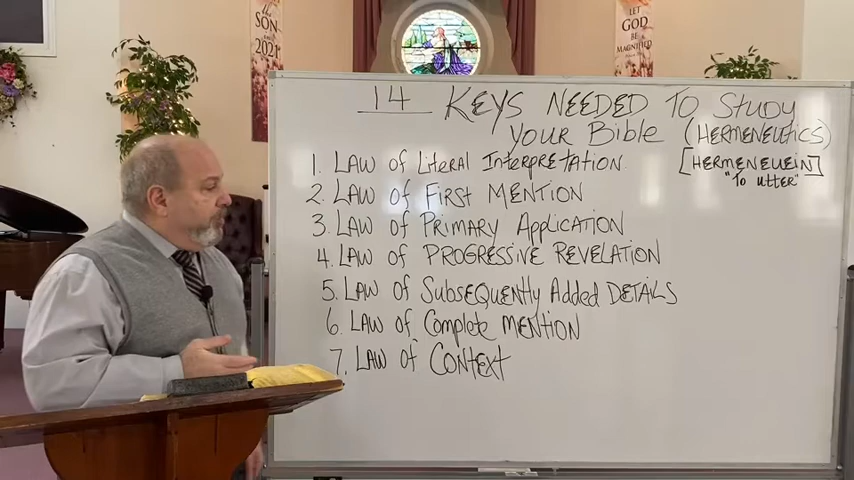 the
SON
AND
2021
LET
GOD
BE
MAGNIFIED
14 KEYS NEEDED TO STUDY
YOUR BIBLE (HERMENEUTICS)
[HERMENEUEIN]
"TO UTTER"
1. LAW OF LITERAL INTERPRETATION
2. LAW OF FIRST MENTION
3. LAW OF PRIMARY APPLICATION
4. LAW OF PROGRESSIVE REVELATION
5. LAW OF SUBSEQUENTLY ADDED DETAILS
6. LAW OF COMPLETE MENTION
7. LAW OF CONTEXT